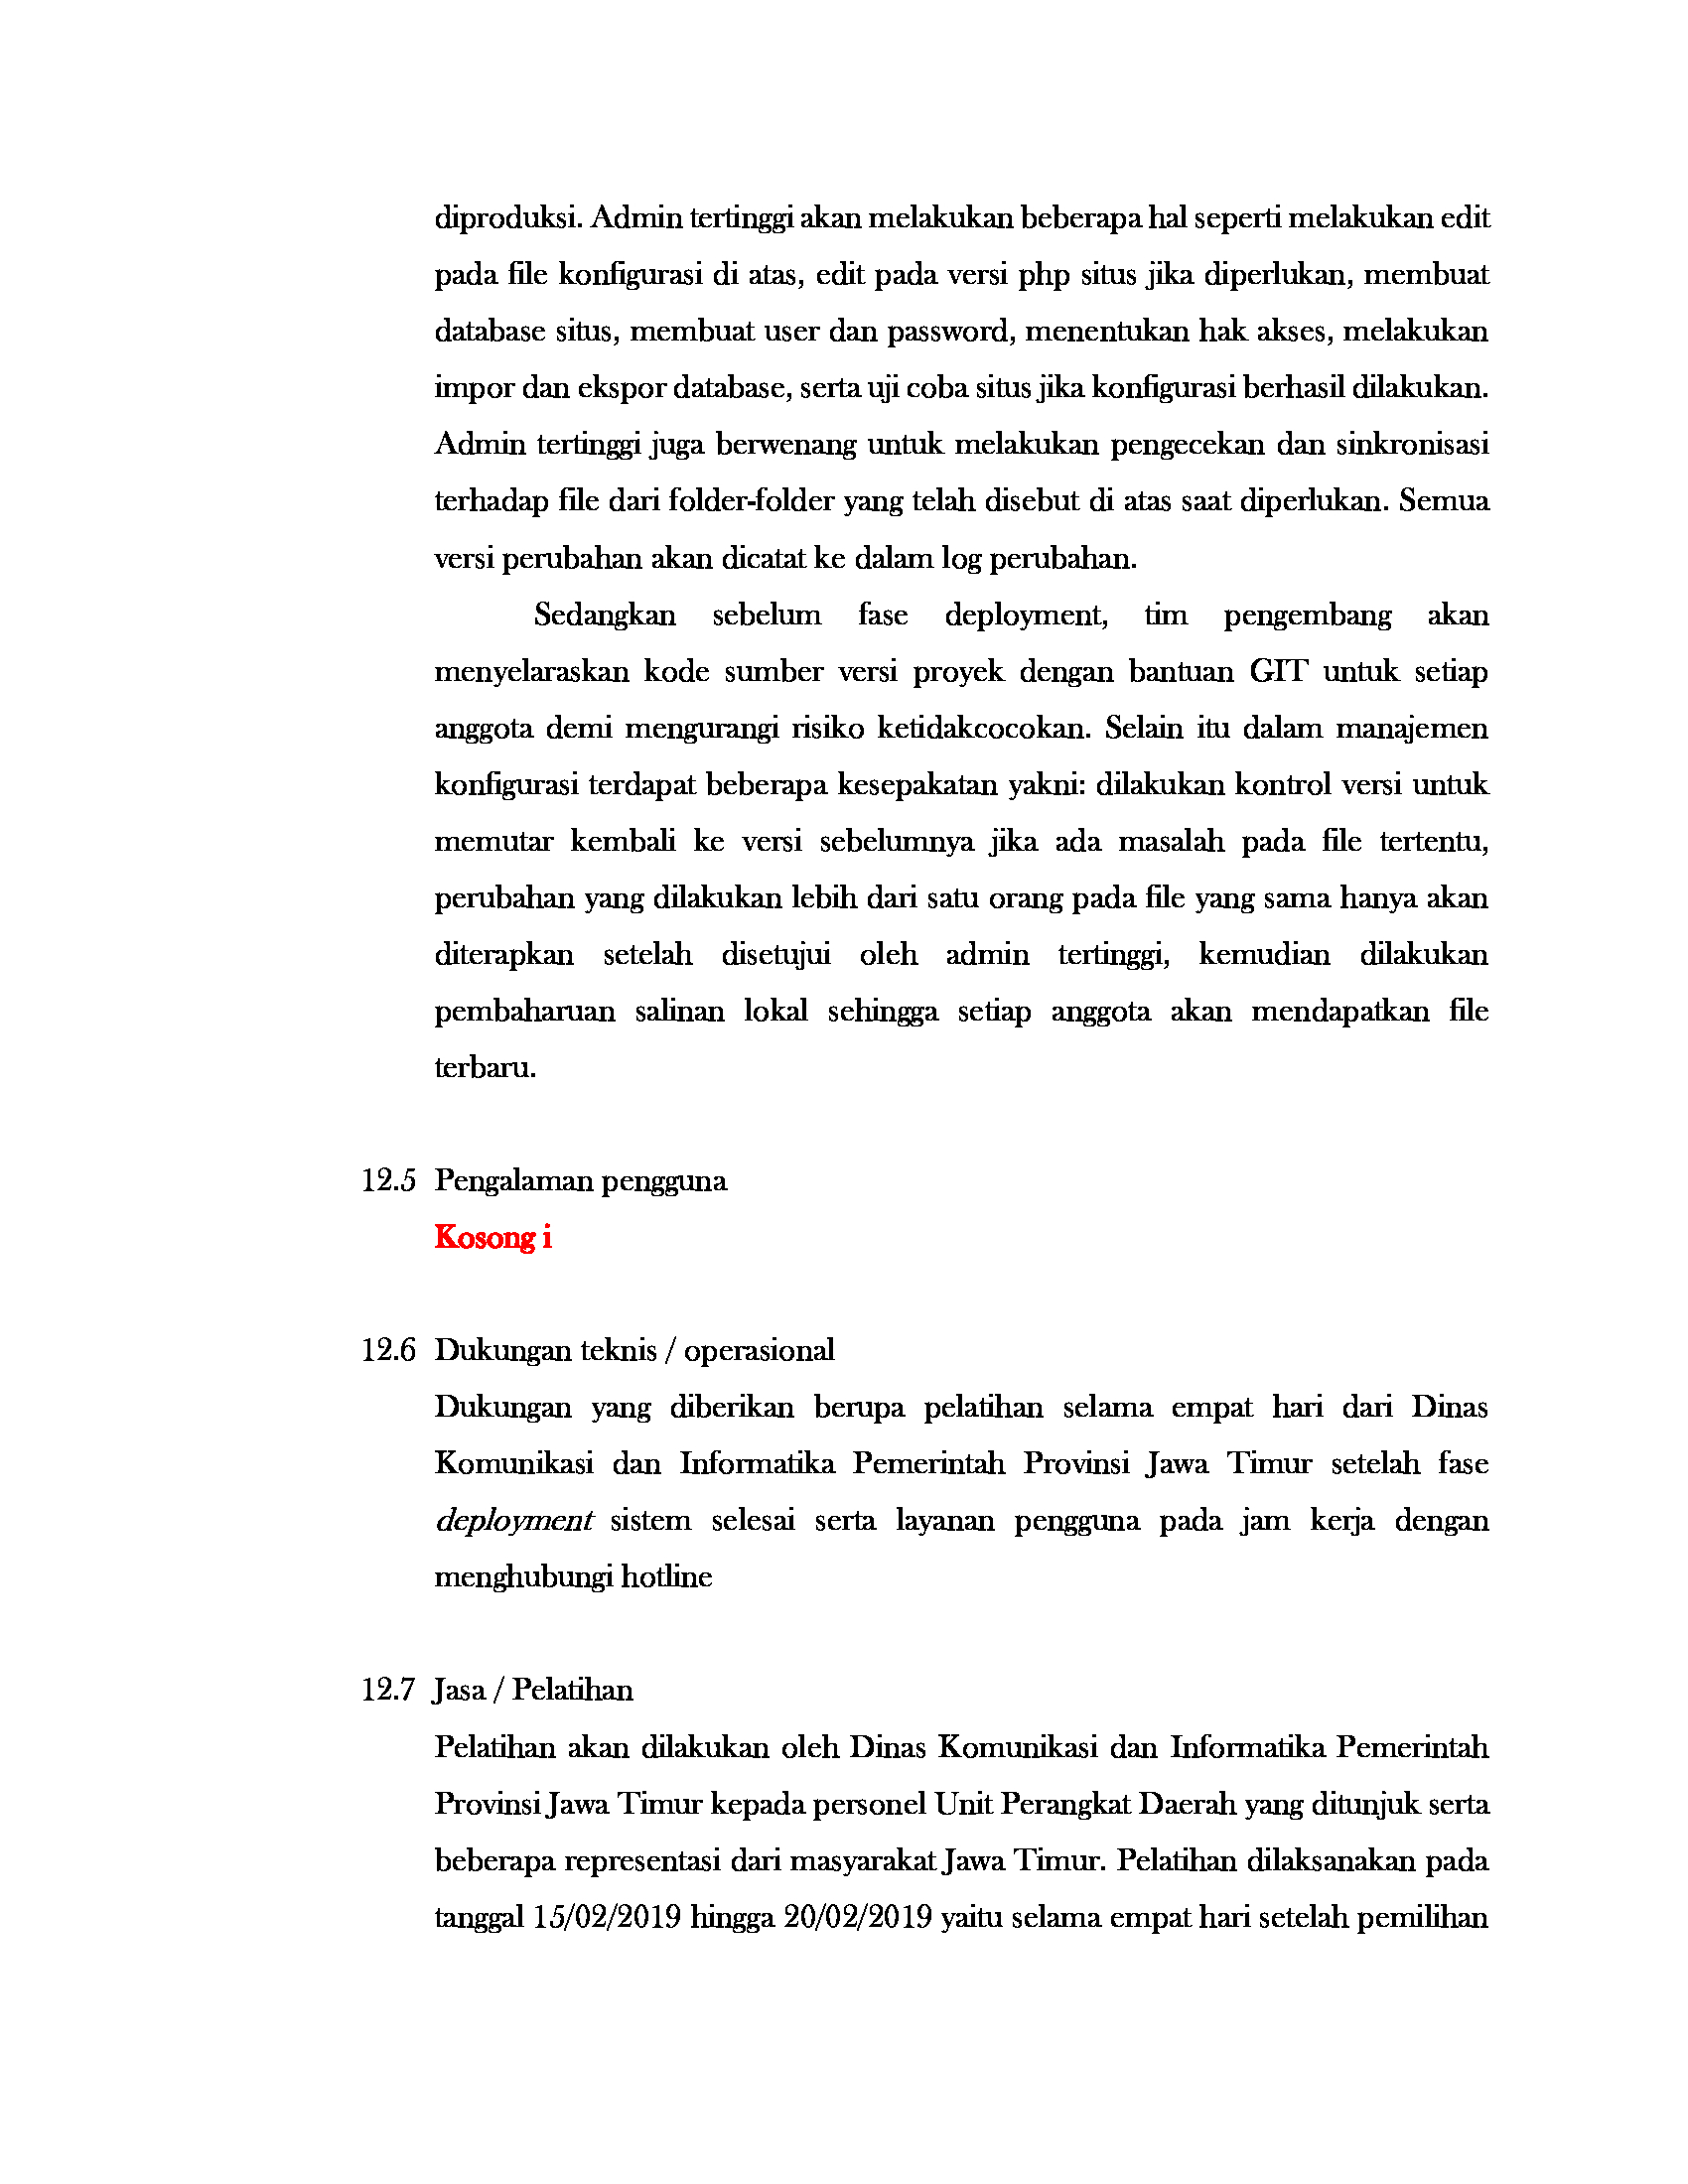 diproduksi. Admin tertinggi akan melakukan beberapa hal seperti melakukan edit
pada file konfigurasi di atas, edit pada versi php situs jika diperlukan, membuat
database situs, membuat user dan password, menentukan hak akses, melakukan
impor dan ekspor database, serta uji coba situs jika konfigurasi berhasil dilakukan.
Admin tertinggi juga berwenang untuk melakukan pengecekan dan sinkronisasi
terhadap file dari folder-folder yang telah disebut di atas saat diperlukan. Semua
versi perubahan akan dicatat ke dalam log perubahan.
Sedangkan sebelum fase deployment, tim pengembang akan
menyelaraskan kode sumber versi proyek dengan bantuan GIT untuk setiap
anggota demi mengurangi risiko ketidakcocokan. Selain itu dalam manajemen
konfigurasi terdapat beberapa kesepakatan yakni: dilakukan kontrol versi untuk
memutar kembali ke versi sebelumnya jika ada masalah pada file tertentu,
perubahan yang dilakukan lebih dari satu orang pada file yang sama hanya akan
diterapkan setelah disetujui oleh admin tertinggi, kemudian dilakukan
pembaharuan salinan lokal sehingga setiap anggota akan mendapatkan file
terbaru.
12.5 Pengalaman pengguna
Kosong i
12.6 Dukungan teknis / operasional
Dukungan yang diberikan berupa pelatihan selama empat hari dari Dinas
Komunikasi dan Informatika Pemerintah Provinsi Jawa Timur setelah fase
deployment sistem selesai serta layanan pengguna pada jam kerja dengan
menghubungi hotline
12.7 Jasa / Pelatihan
Pelatihan akan dilakukan oleh Dinas Komunikasi dan Informatika Pemerintah
Provinsi Jawa Timur kepada personel Unit Perangkat Daerah yang ditunjuk serta
beberapa representasi dari masyarakat Jawa Timur. Pelatihan dilaksanakan pada
tanggal 15/02/2019 hingga 20/02/2019 yaitu selama empat hari setelah pemilihan